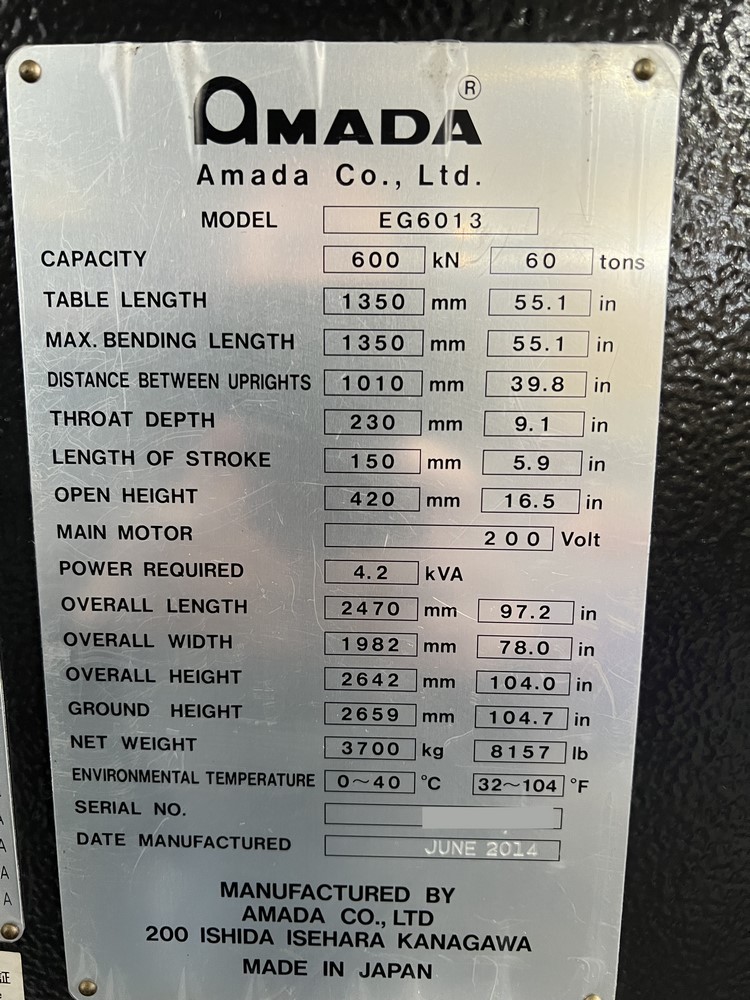 AMADA®
Amada Co., Ltd.
MODEL EG6013
CAPACITY 600 kN 60 tons
TABLE LENGTH 1350 mm 55.1 in
MAX. BENDING LENGTH 1350 mm 55.1 in
DISTANCE BETWEEN UPRIGHTS 1010 mm 39.8 in
THROAT DEPTH 230 mm 9.1 in
LENGTH OF STROKE 150 mm 5.9 in
OPEN HEIGHT 420 mm 16.5 in
MAIN MOTOR 200 Volt
POWER REQUIRED 4.2 kVA
OVERALL LENGTH 2470 mm 97.2 in
OVERALL WIDTH 1982 mm 78.0 in
OVERALL HEIGHT 2642 mm 104.0 in
GROUND HEIGHT 2659 mm 104.7 in
NET WEIGHT 3700 kg 8157 lb
ENVIRONMENTAL TEMPERATURE 0~40 °C 32~104 °F
SERIAL NO.
DATE MANUFACTURED JUNE 2014
MANUFACTURED BY
AMADA CO., LTD
200 ISHIDA ISEHARA KANAGAWA
MADE IN JAPAN
A
A
A
A
証